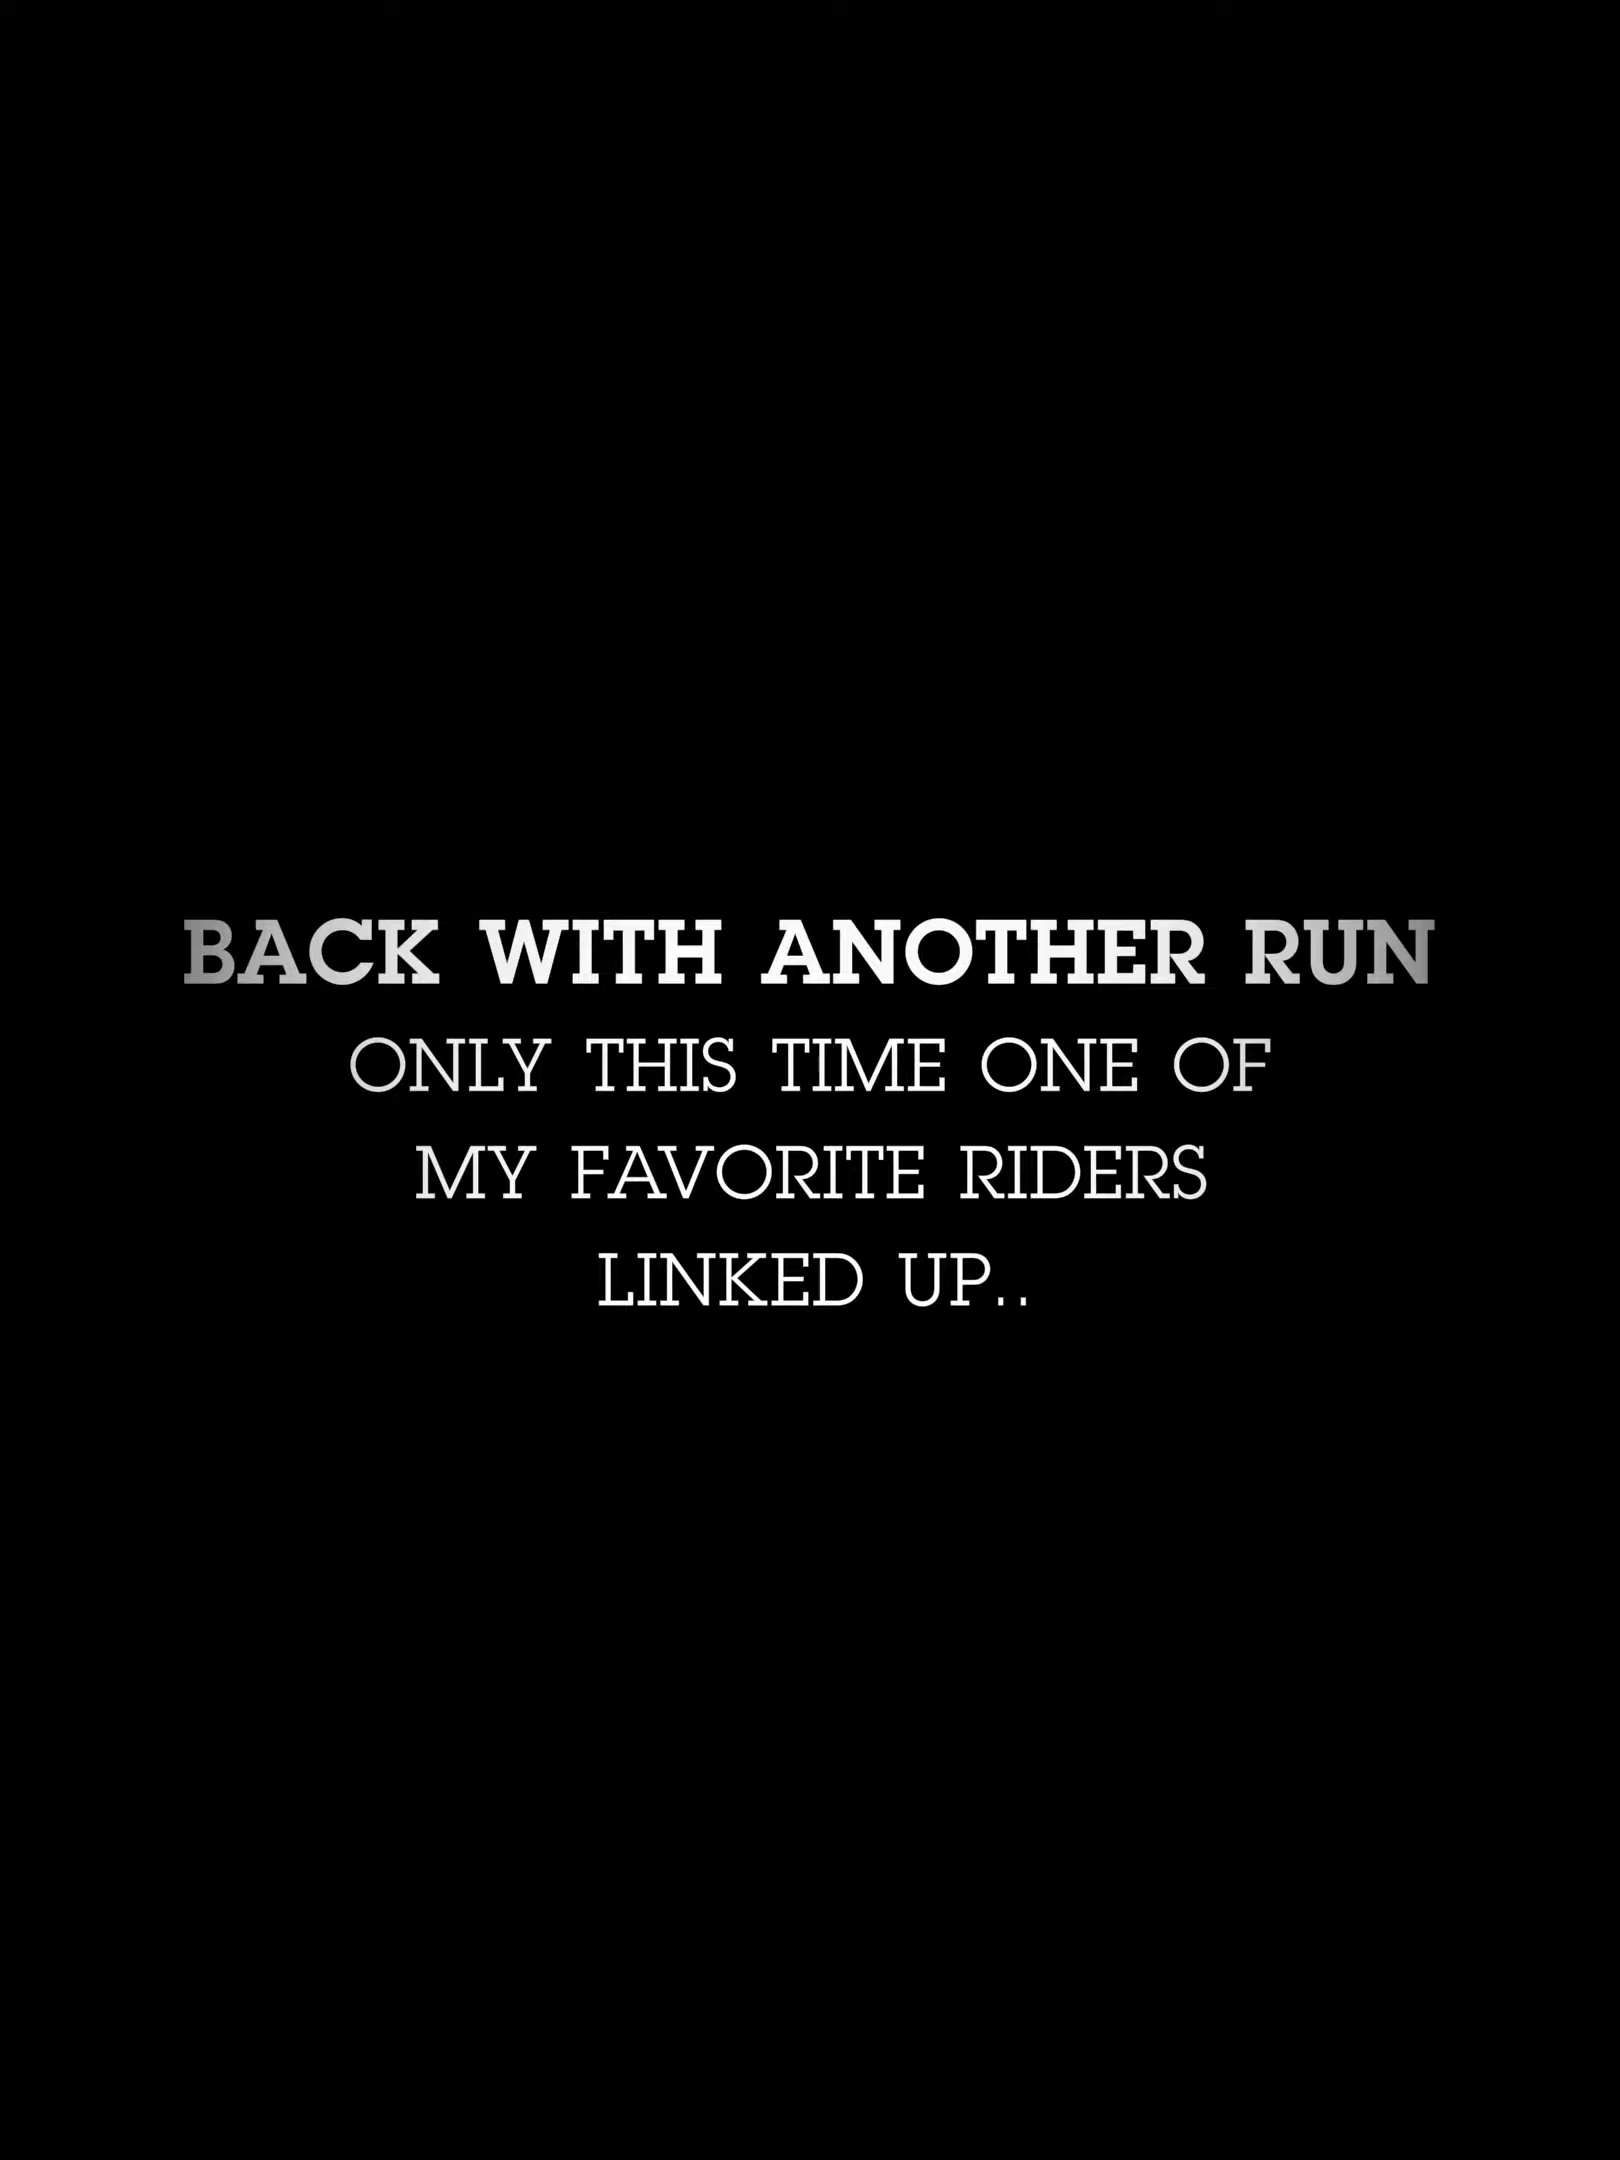 BACK WITH ANOTHER RUN
ONLY THIS TIME ONE OF
MY FAVORITE RIDERS
LINKED UP..